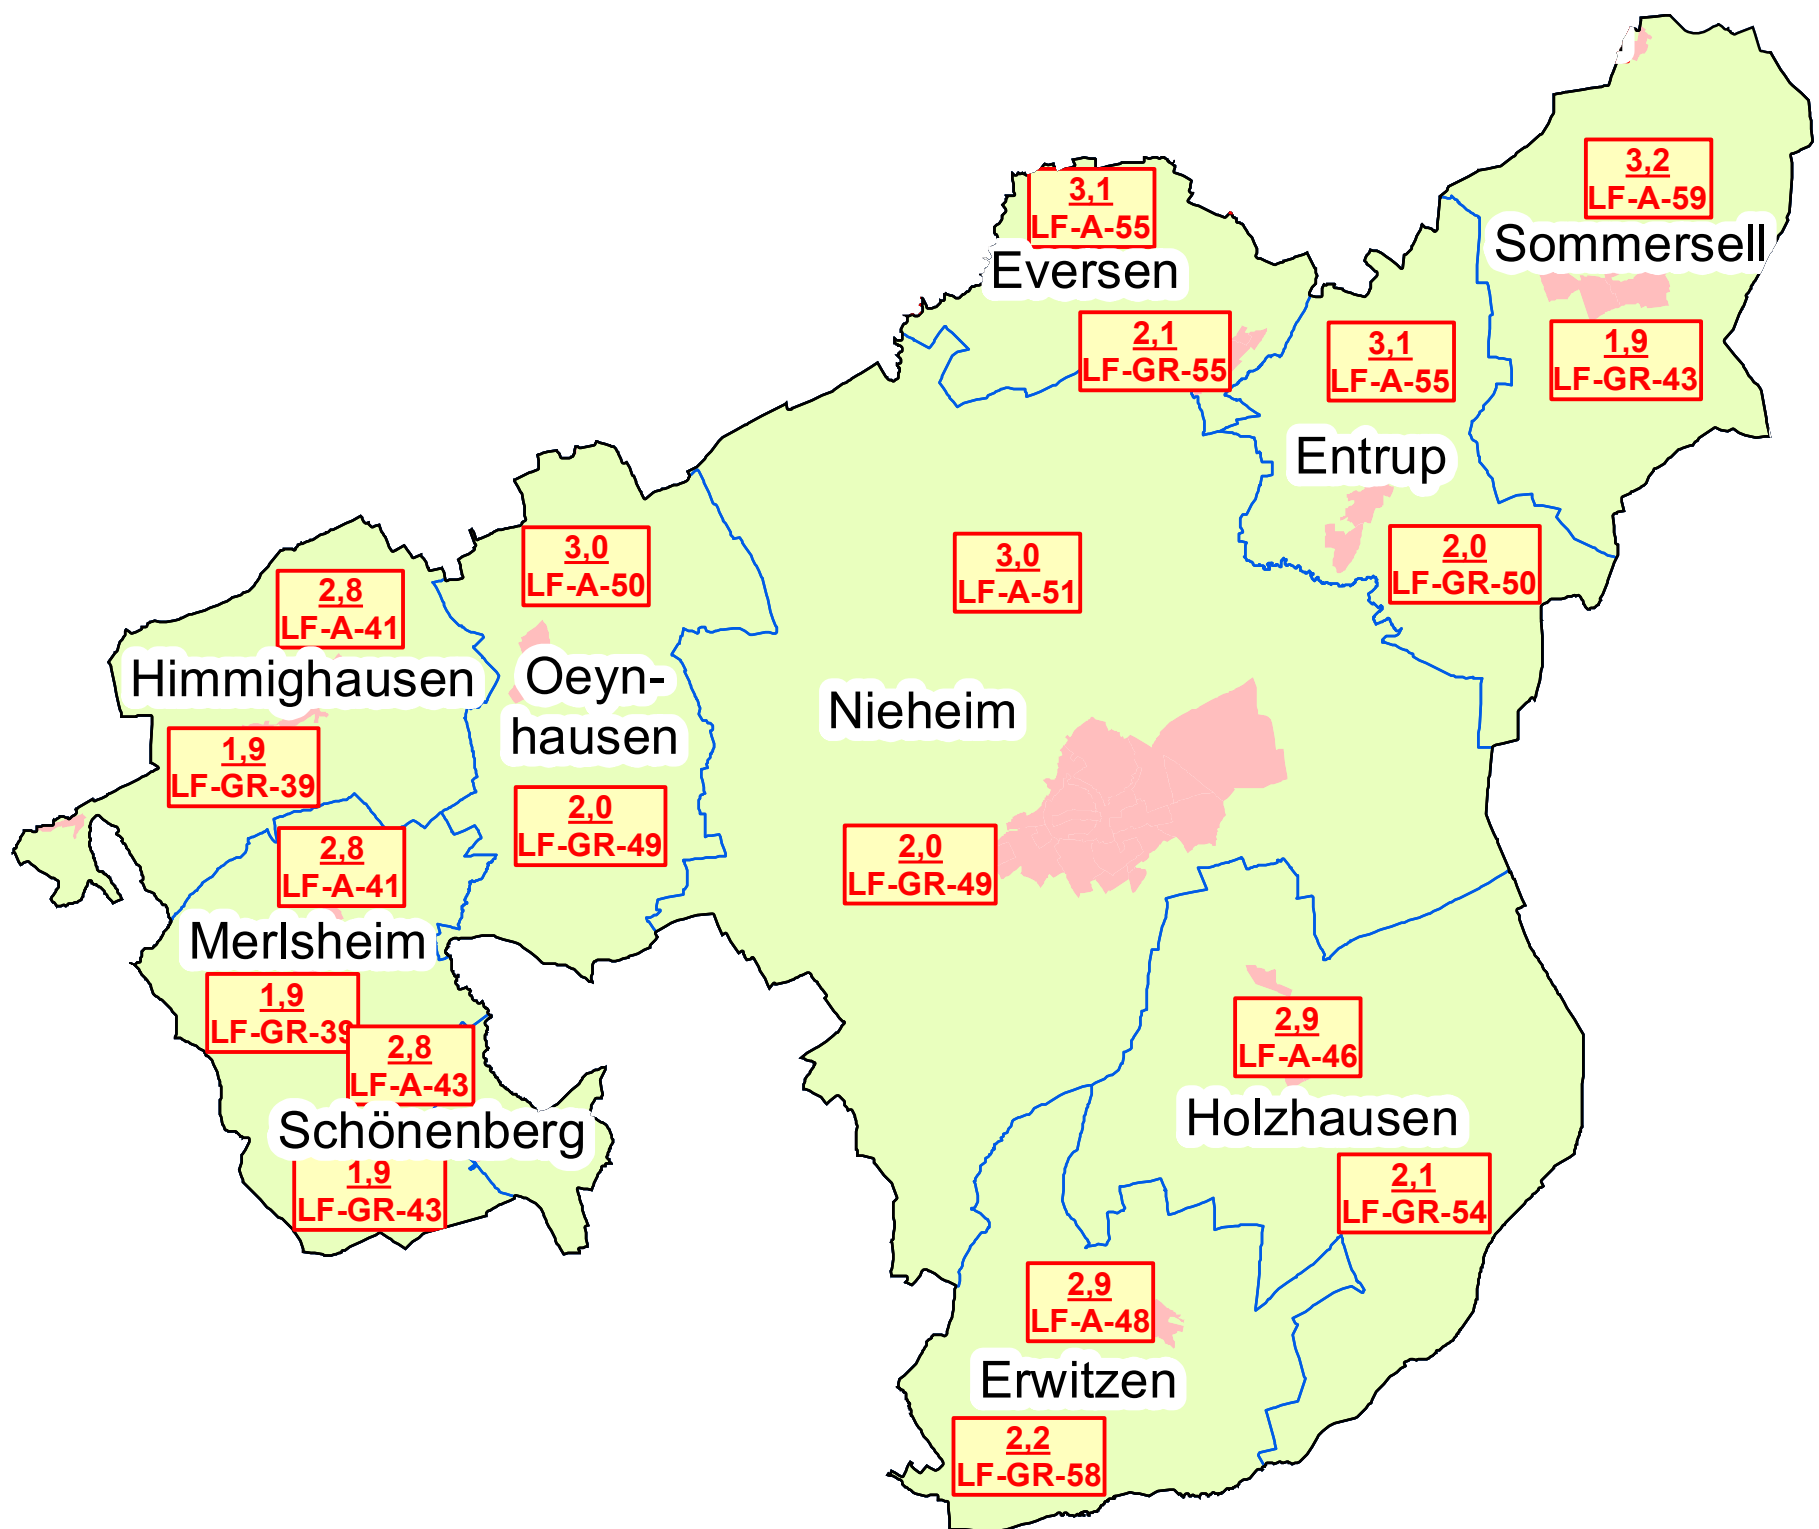 3,2
LF-A-59
Sommersell
1,9
LF-GR-43
3,1
LF-A-55
Eversen
2,1
LF-GR-55
3,1
LF-A-55
Entrup
2,0
LF-GR-50
3,0
LF-A-50
Oeyn-
hausen
2,0
LF-GR-49
3,0
LF-A-51
Nieheim
2,0
LF-GR-49
2,8
LF-A-41
Himmighausen
1,9
LF-GR-39
2,8
LF-A-41
Merlsheim
1,9
LF-GR-39
2,8
LF-A-43
Schönenberg
1,9
LF-GR-43
2,9
LF-A-46
Holzhausen
2,1
LF-GR-54
2,9
LF-A-48
Erwitzen
2,2
LF-GR-58